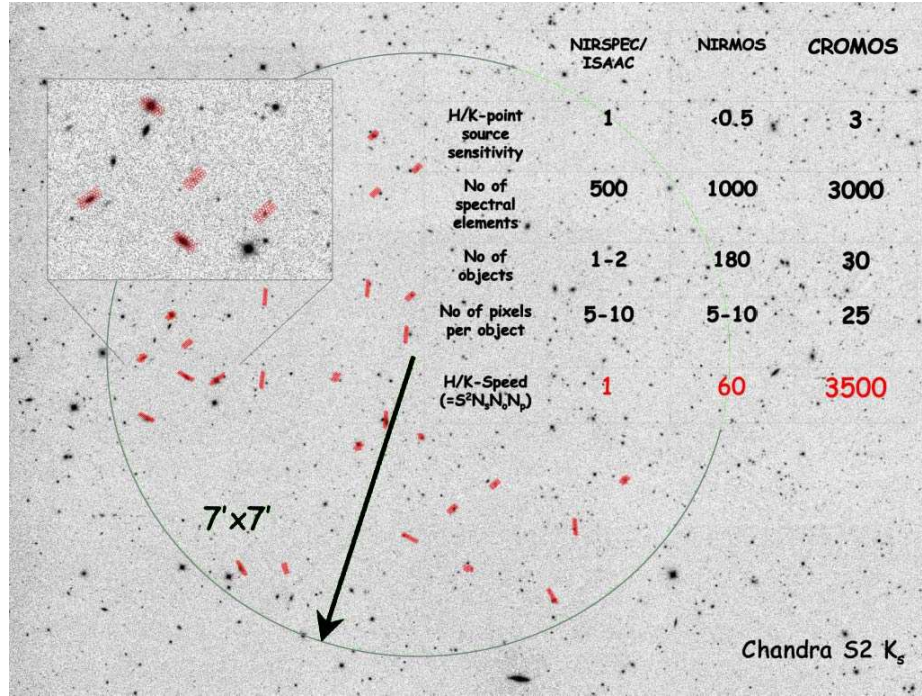 NIRSPEC/ NIRMOS CROMOS
ISAAC
H/K-point
source
sensitivity
1 <0.5 3
No of
spectral
elements
500 1000 3000
No of
objects
1-2 180 30
No of pixels
per object
5-10 5-10 25
H/K-Speed
(=S²NₛNₒNₚ)
1 60 3500
7'x7'
Chandra S2 Kₛ